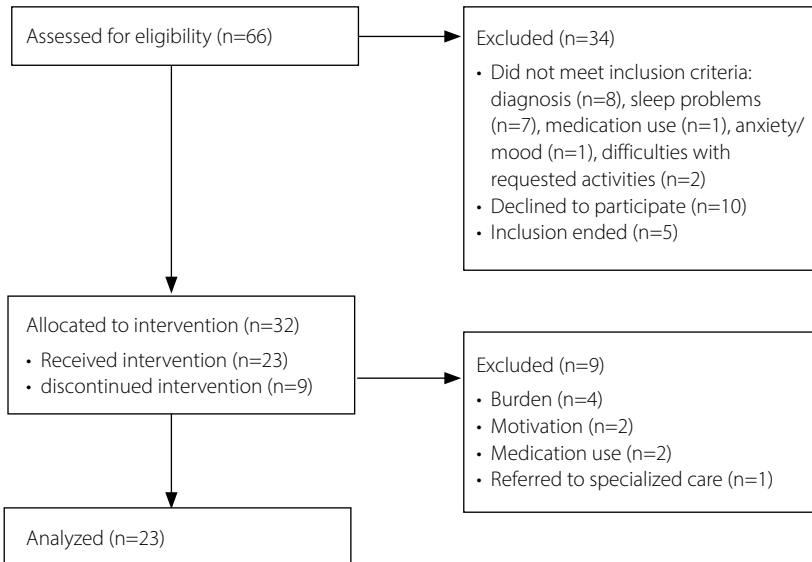 Assessed for eligibility (n=66)
Excluded (n=34)
• Did not meet inclusion criteria:
diagnosis (n=8), sleep problems
(n=7), medication use (n=1), anxiety/
mood (n=1), difficulties with
requested activities (n=2)
• Declined to participate (n=10)
• Inclusion ended (n=5)
Allocated to intervention (n=32)
• Received intervention (n=23)
• discontinued intervention (n=9)
Excluded (n=9)
• Burden (n=4)
• Motivation (n=2)
• Medication use (n=2)
• Referred to specialized care (n=1)
Analyzed (n=23)